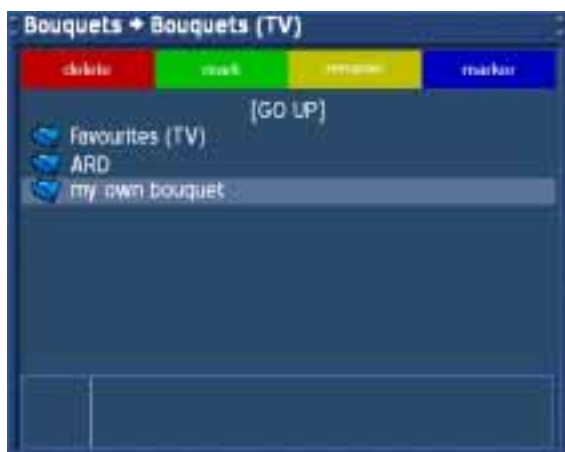 Bouquets → Bouquets (TV)
delete mark rename marker
[GO UP]
Favourites (TV)
ARD
my own bouquet